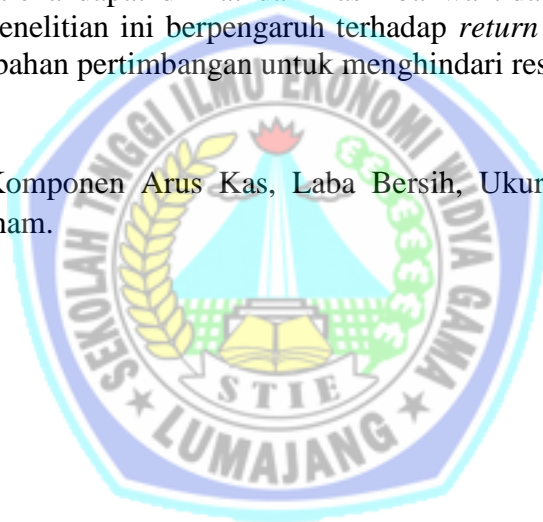 enelitian ini berpengaruh terhadap return
bahan pertimbangan untuk menghindari res
Komponen Arus Kas, Laba Bersih, Ukur
ham.
SEKOLAH TINGGI ILMU EKONOMI WIDYA GAMA
STIE
LUMAJANG